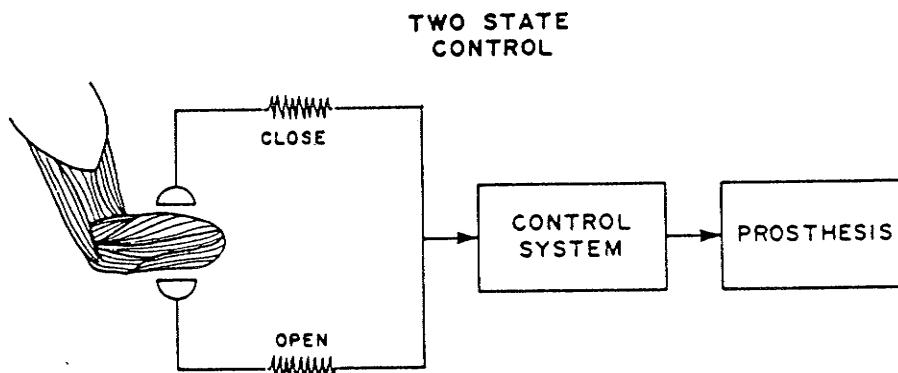 TWO STATE
CONTROL
CLOSE
CONTROL
SYSTEM
PROSTHESIS
OPEN